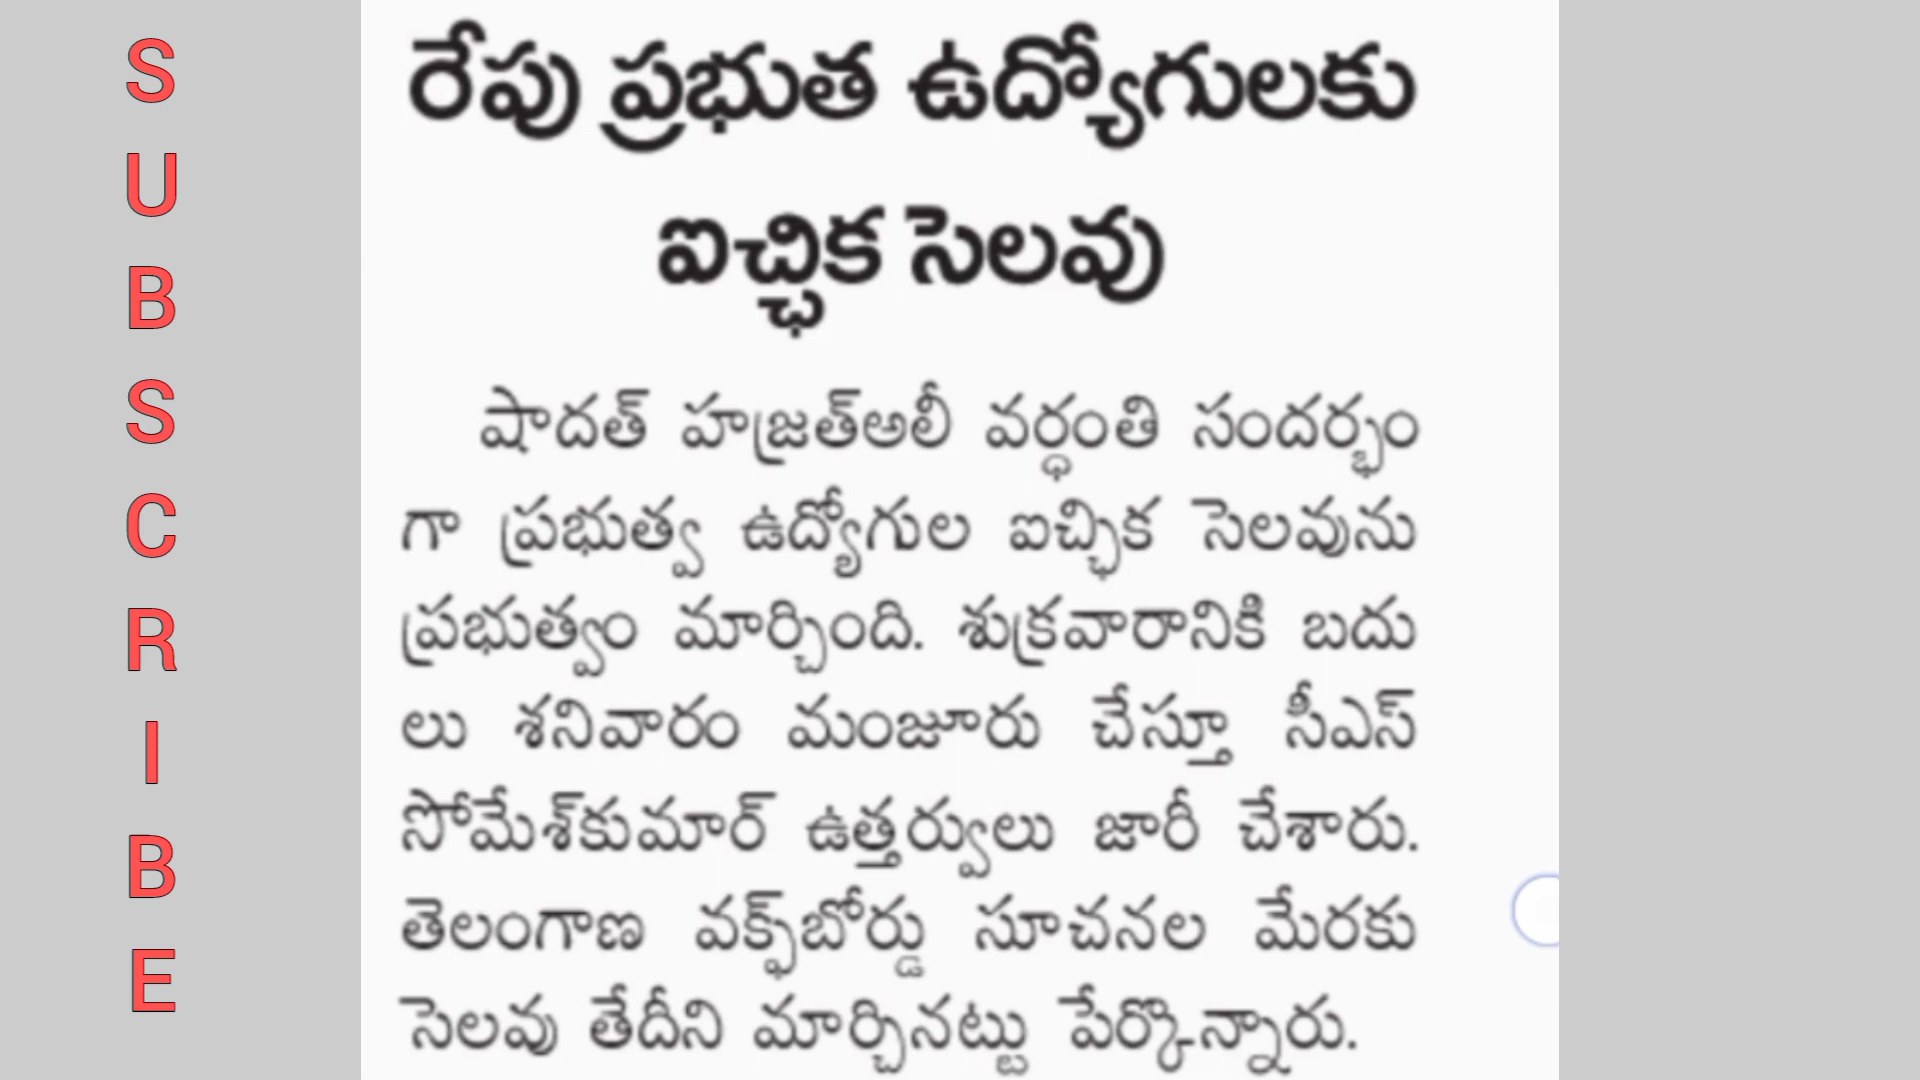 SUBSCRIBE
రేపు ప్రభుత ఉద్యోగులకు
ఐచ్ఛిక సెలవు
షాదత్ హజ్రత్‌అలీ వర్ధంతి సందర్భం
గా ప్రభుత్వ ఉద్యోగుల ఐచ్ఛిక సెలవును
ప్రభుత్వం మార్చింది. శుక్రవారానికి బదు
లు శనివారం మంజూరు చేస్తూ సీఎస్
సోమేశ్‌కుమార్ ఉత్తర్వులు జారీ చేశారు.
తెలంగాణ వక్ఫ్‌బోర్డు సూచనల మేరకు
సెలవు తేదీని మార్చినట్టు పేర్కొన్నారు.